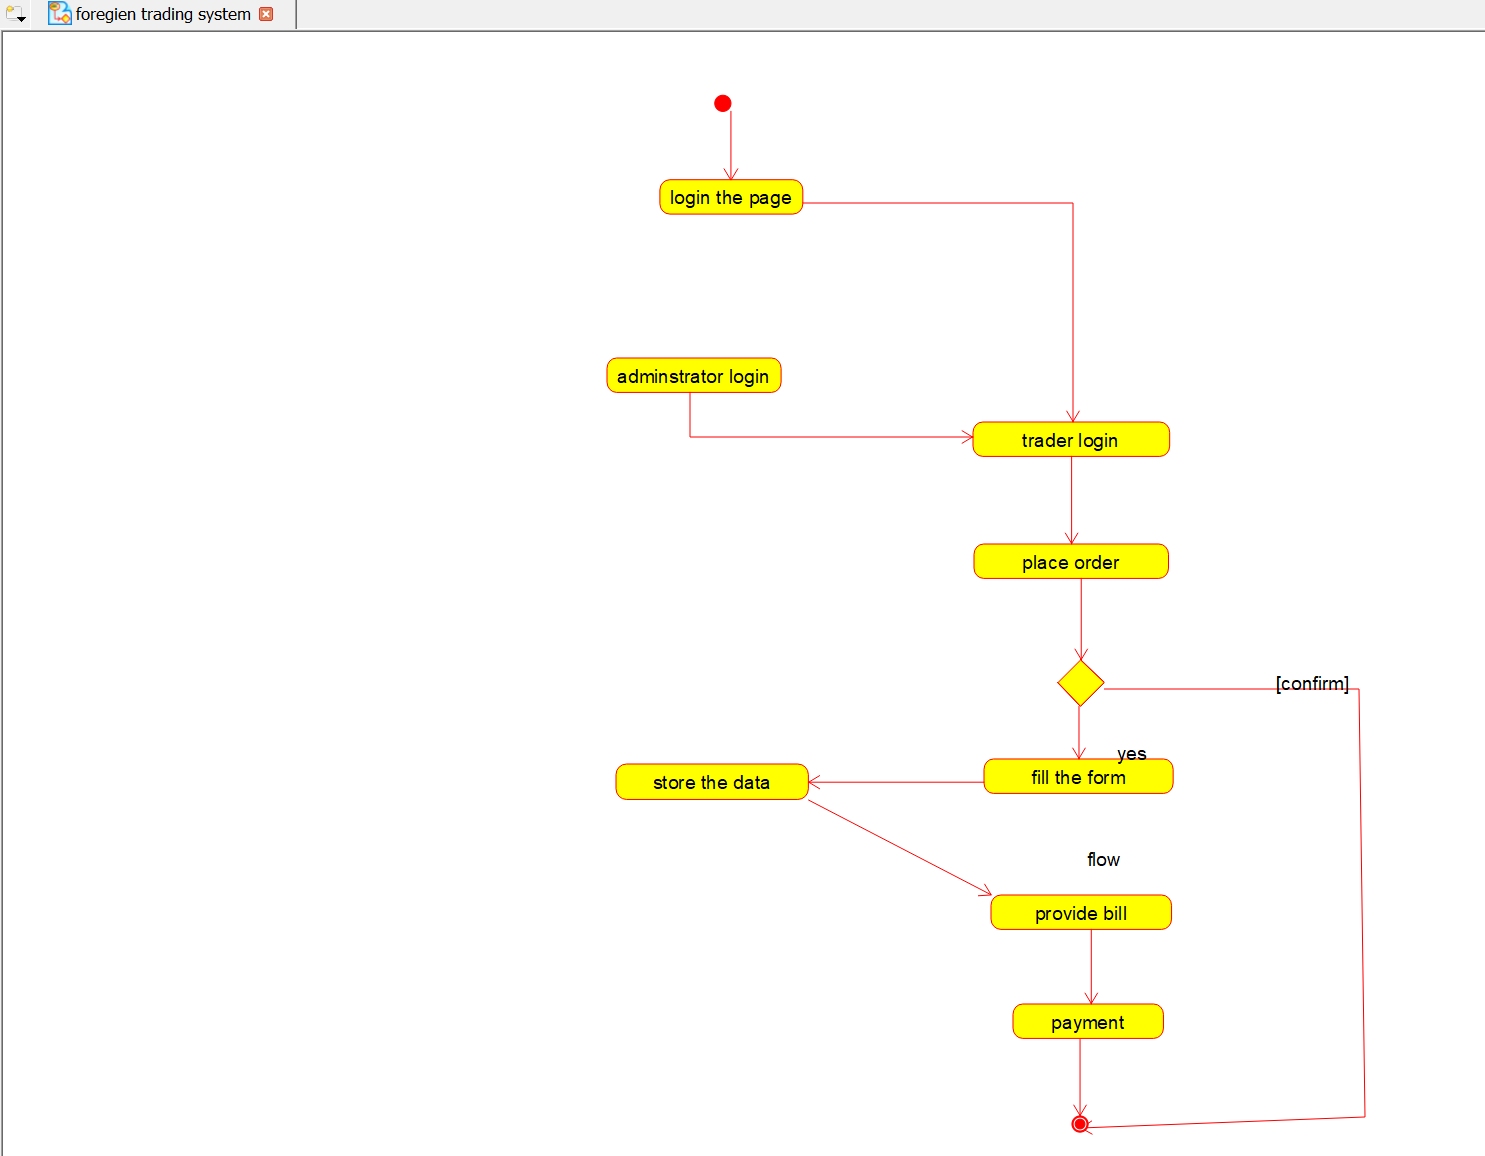 foregien trading system
login the page
adminstrator login
trader login
place order
[confirm]
yes
fill the form
store the data
flow
provide bill
payment